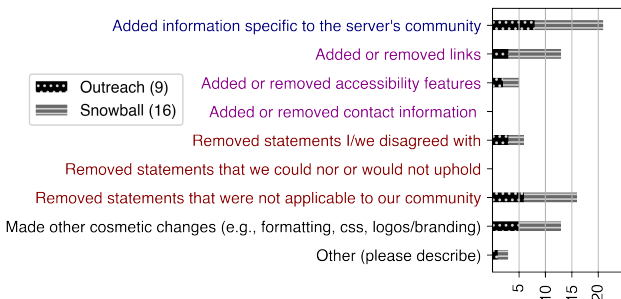 Added information specific to the server's community
Added or removed links
Added or removed accessibility features
Added or removed contact information
Removed statements I/we disagreed with
Removed statements that we could nor or would not uphold
Removed statements that were not applicable to our community
Made other cosmetic changes (e.g., formatting, css, logos/branding)
Other (please describe)
Outreach (9)
Snowball (16)
5
10
15
20